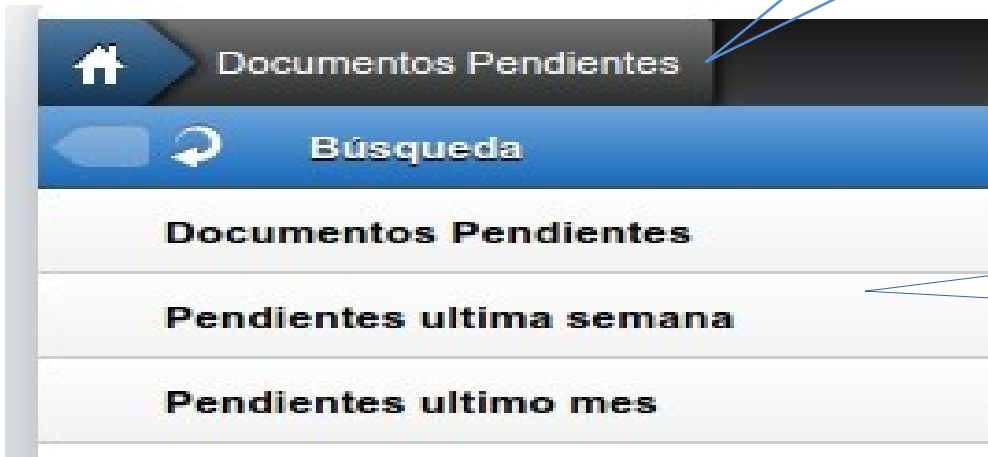 Documentos Pendientes
Búsqueda
Documentos Pendientes
Pendientes ultima semana
Pendientes ultimo mes